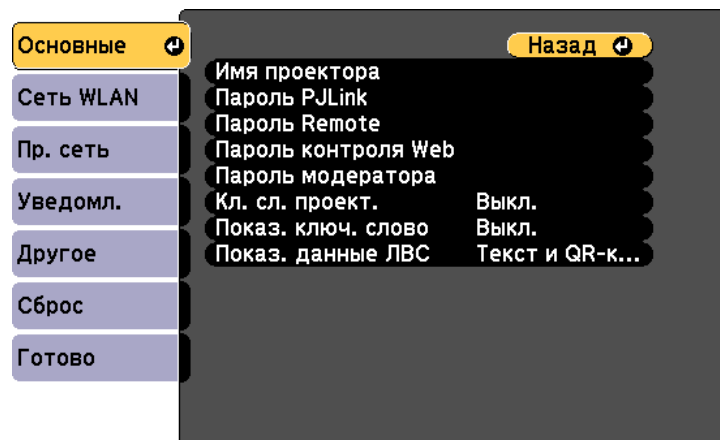 Основные
Сеть WLAN
Пр. сеть
Уведомл.
Другое
Сброс
Готово
Назад
Имя проектора
Пароль PJLink
Пароль Remote
Пароль контроля Web
Пароль модератора
Кл. сл. проект. Выкл.
Показ. ключ. слово Выкл.
Показ. данные ЛВС Текст и QR-к...